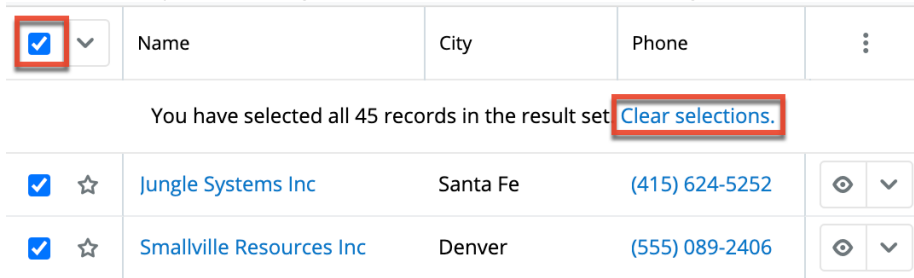 Name City Phone
You have selected all 45 records in the result set Clear selections.
Jungle Systems Inc Santa Fe (415) 624-5252
Smallville Resources Inc Denver (555) 089-2406